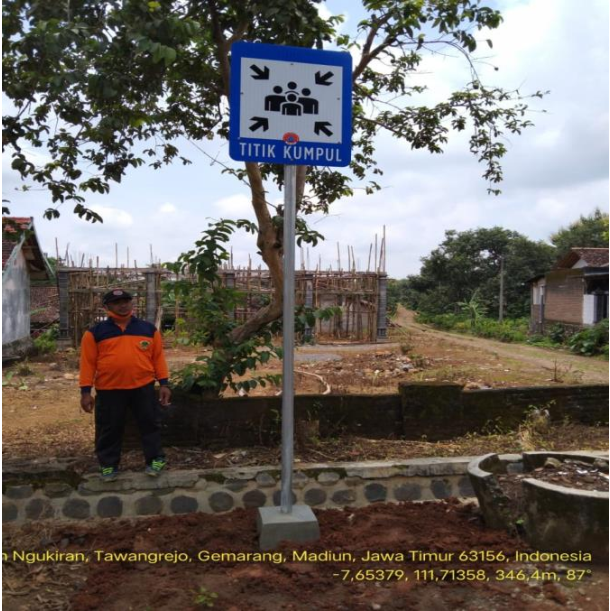 TITIK KUMPUL
Ngukiran, Tawangrejo, Gemarang, Madiun, Jawa Timur 63156, Indonesia
-7,65379, 111,71358, 346,4m, 87°